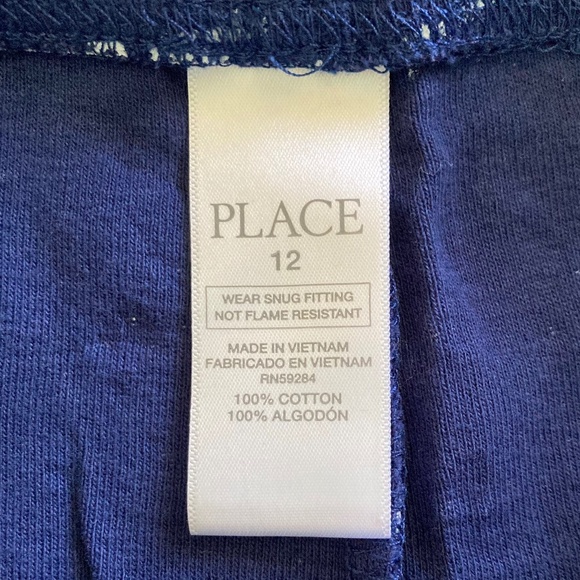 PLACE
12
WEAR SNUG FITTING
NOT FLAME RESISTANT
MADE IN VIETNAM
FABRICADO EN VIETNAM
RN59284
100% COTTON
100% ALGODÓN